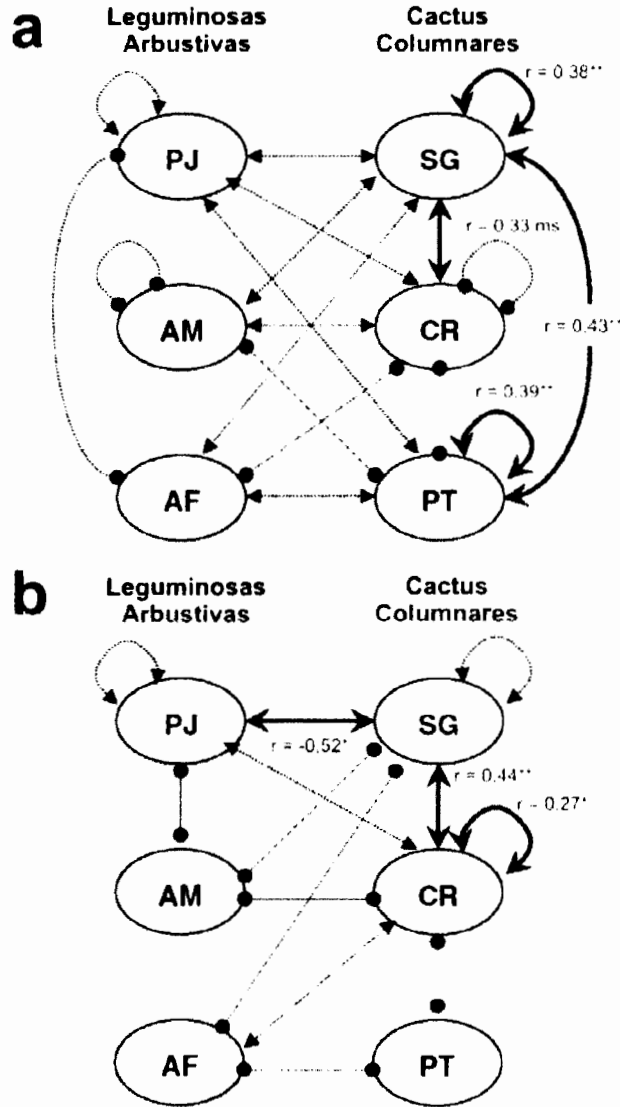 a
Leguminosas
Arbustivas
Cactus
Columnares
r = 0.38**
PJ
SG
r = 0.33 ms
AM
CR
r = 0.43**
r = 0.39**
AF
PT
b
Leguminosas
Arbustivas
Cactus
Columnares
PJ
SG
r = -0.52*
r = 0.44**
r = 0.27*
AM
CR
AF
PT